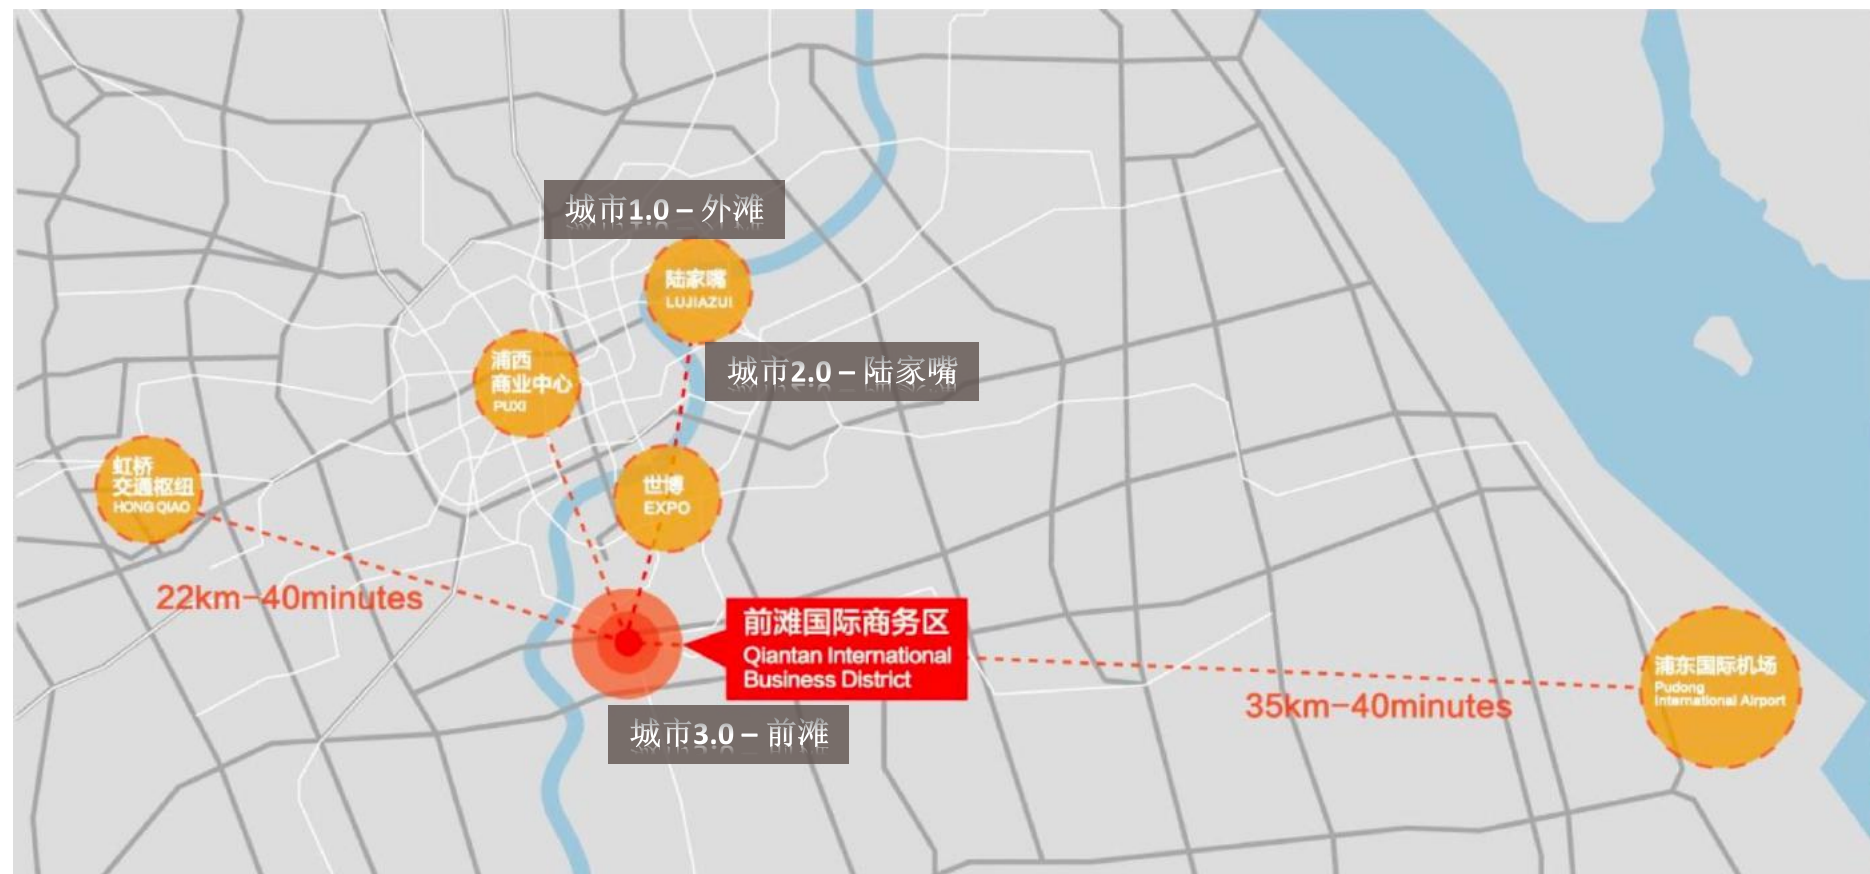 城市1.0 – 外滩
陆家嘴
LUJIAZUI
城市2.0 – 陆家嘴
浦西
商业中心
PUXI
虹桥
交通枢纽
HONG QIAO
世博
EXPO
22km-40minutes
前滩国际商务区
Qiantan International
Business District
35km-40minutes
浦东国际机场
Pudong
International Airport
城市3.0 – 前滩